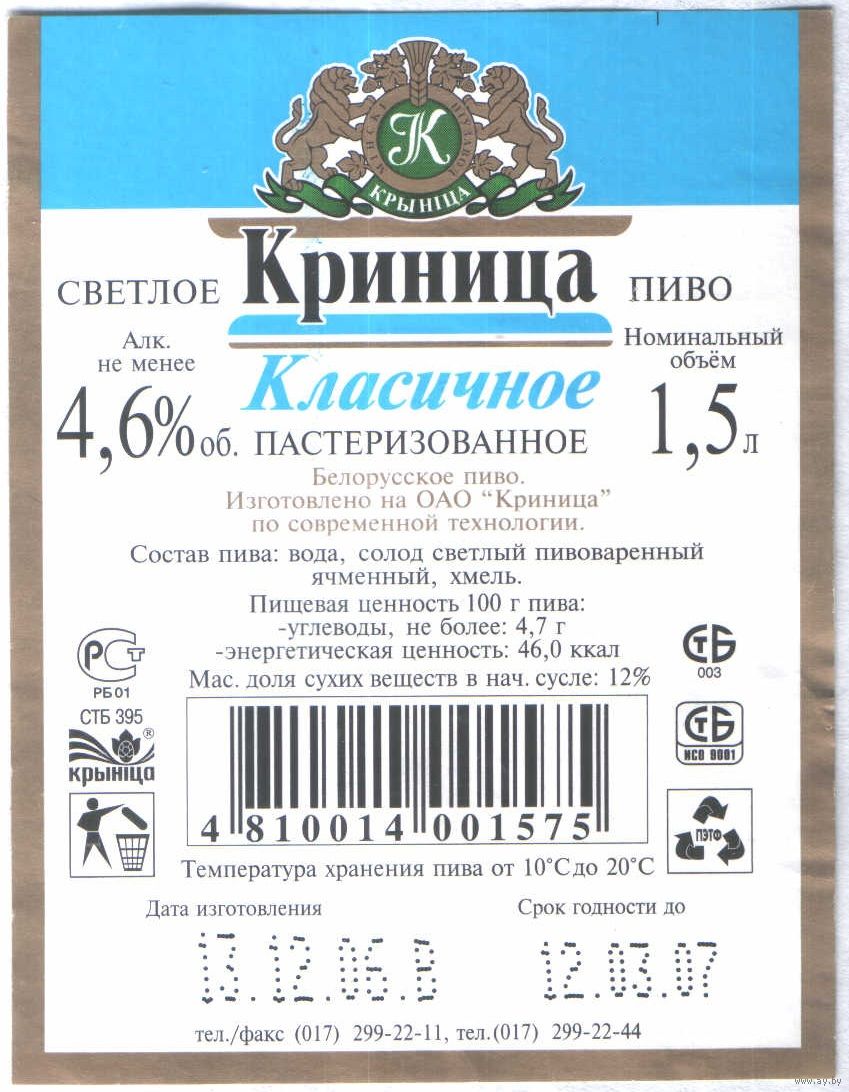 К
КРЫНІЦА
Криница
СВЕТЛОЕ
ПИВО
Алк.
не менее
4,6% об.
Номинальный
объём
1,5 л
Класичное
ПАСТЕРИЗОВАННОЕ
Белорусское пиво.
Изготовлено на ОАО "Криница"
по современной технологии.
Состав пива: вода, солод светлый пивоваренный
ячменный, хмель.
Пищевая ценность 100 г пива:
-углеводы, не более: 4,7 г
-энергетическая ценность: 46,0 ккал
Мас. доля сухих веществ в нач. сусле: 12%
РСТ
РБ 01
СТБ 395
крыніца®
СТБ
003
СТБ
ИСО 9001
4 810014 001575
ПЭТФ
Температура хранения пива от 10°С до 20°С
Дата изготовления
Срок годности до
13.12.06.В
12.03.07
тел./факс (017) 299-22-11, тел.(017) 299-22-44
www.ay.by